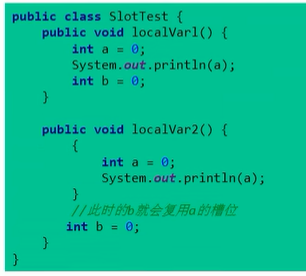 public class SlotTest {
public void localVar1() {
int a = 0;
System.out.println(a);
int b = 0;
}
public void localVar2() {
{
int a = 0;
System.out.println(a);
}
//此时的b就会复用a的槽位
int b = 0;
}
}